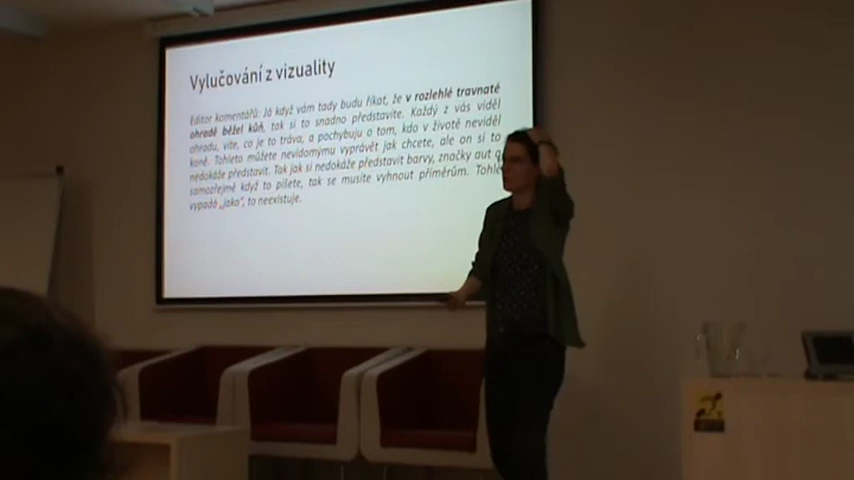 Vylučování z vizuality
Editor komentářů: Já když vám tady budu říkat, že v rozlehlé travnaté
ohradě běžel kůň, tak si to snadno představíte. Každý z vás viděl
ohradu, víte, co je to tráva, a pochybuju o tom, kdo v životě neviděl
koně. Tohleto můžete nevidomýmu vyprávět jak chcete, ale on si to
nedokáže představit. Tak jak si nedokáže představit barvy, značky aut
samozřejmě když to píšete, tak se musíte vyhnout příměrům.
vypadá „jako“, to neexistuje.